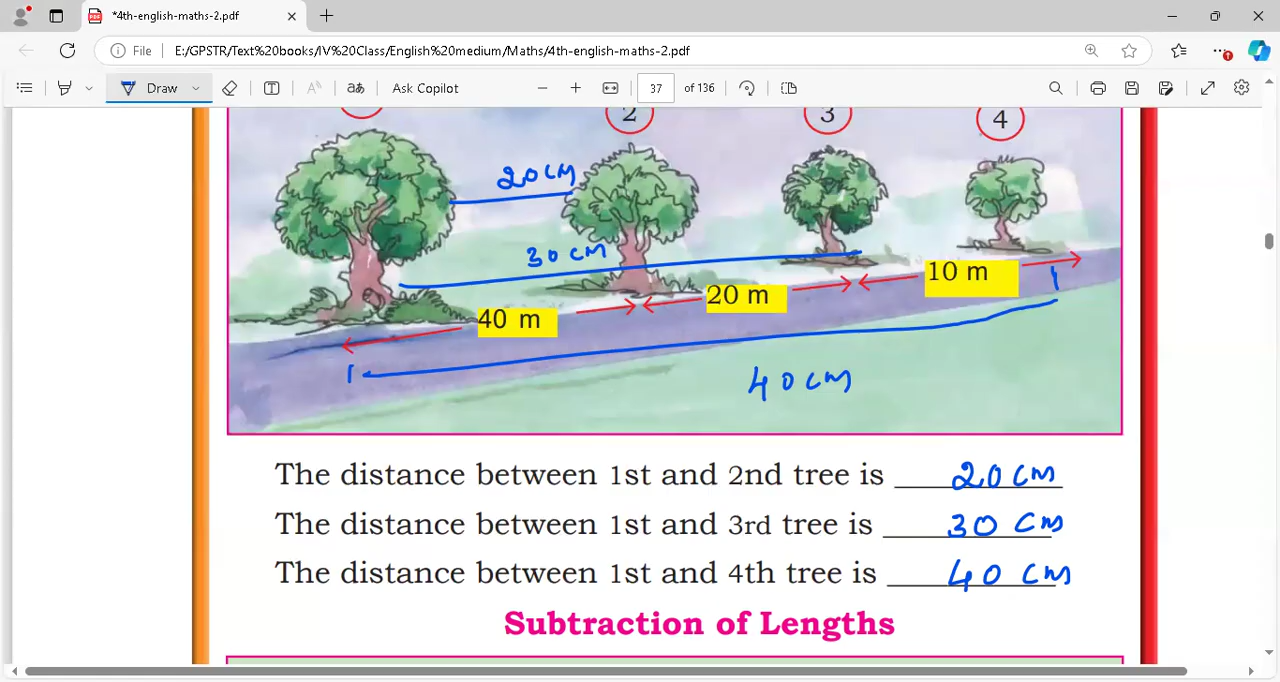 *4th-english-maths-2.pdf
File E:/GPSTR/Text%20books/IV%20Class/English%20medium/Maths/4th-english-maths-2.pdf
Draw Ask Copilot 37 of 136
2 3 4
20 CM
30 CM
10 m
20 m
40 m
40 CM
The distance between 1st and 2nd tree is 20 CM
The distance between 1st and 3rd tree is 30 CM
The distance between 1st and 4th tree is 40 CM
Subtraction of Lengths